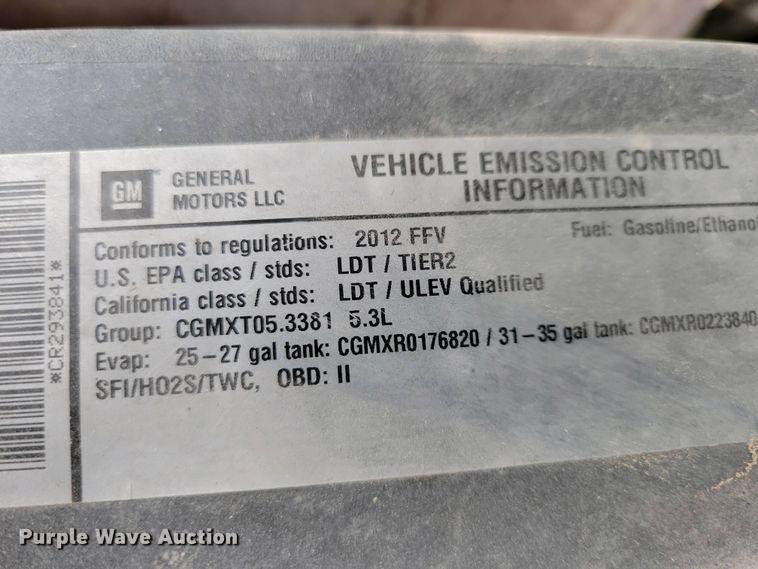 GM GENERAL MOTORS LLC
VEHICLE EMISSION CONTROL
INFORMATION
Conforms to regulations: 2012 FFV
Fuel: Gasoline/Ethanol
U.S. EPA class / stds: LDT / TIER2
California class / stds: LDT / ULEV Qualified
Group: CGMXT05.3381 5.3L
Evap: 25-27 gal tank: CGMXR0176820 / 31-35 gal tank: CGMXR0223840
SFI/HO2S/TWC, OBD: II
*CR293841*
Purple Wave Auction